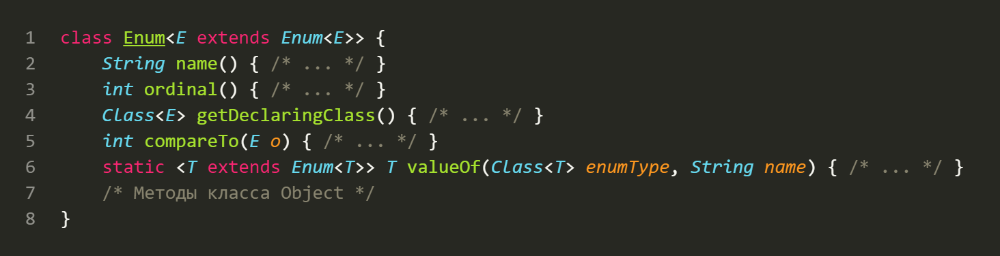 1 class Enum<E extends Enum<E>> {
2     String name() { /* ... */ }
3     int ordinal() { /* ... */ }
4     Class<E> getDeclaringClass() { /* ... */ }
5     int compareTo(E o) { /* ... */ }
6     static <T extends Enum<T>> T valueOf(Class<T> enumType, String name) { /* ... */ }
7     /* Методы класса Object */
8 }